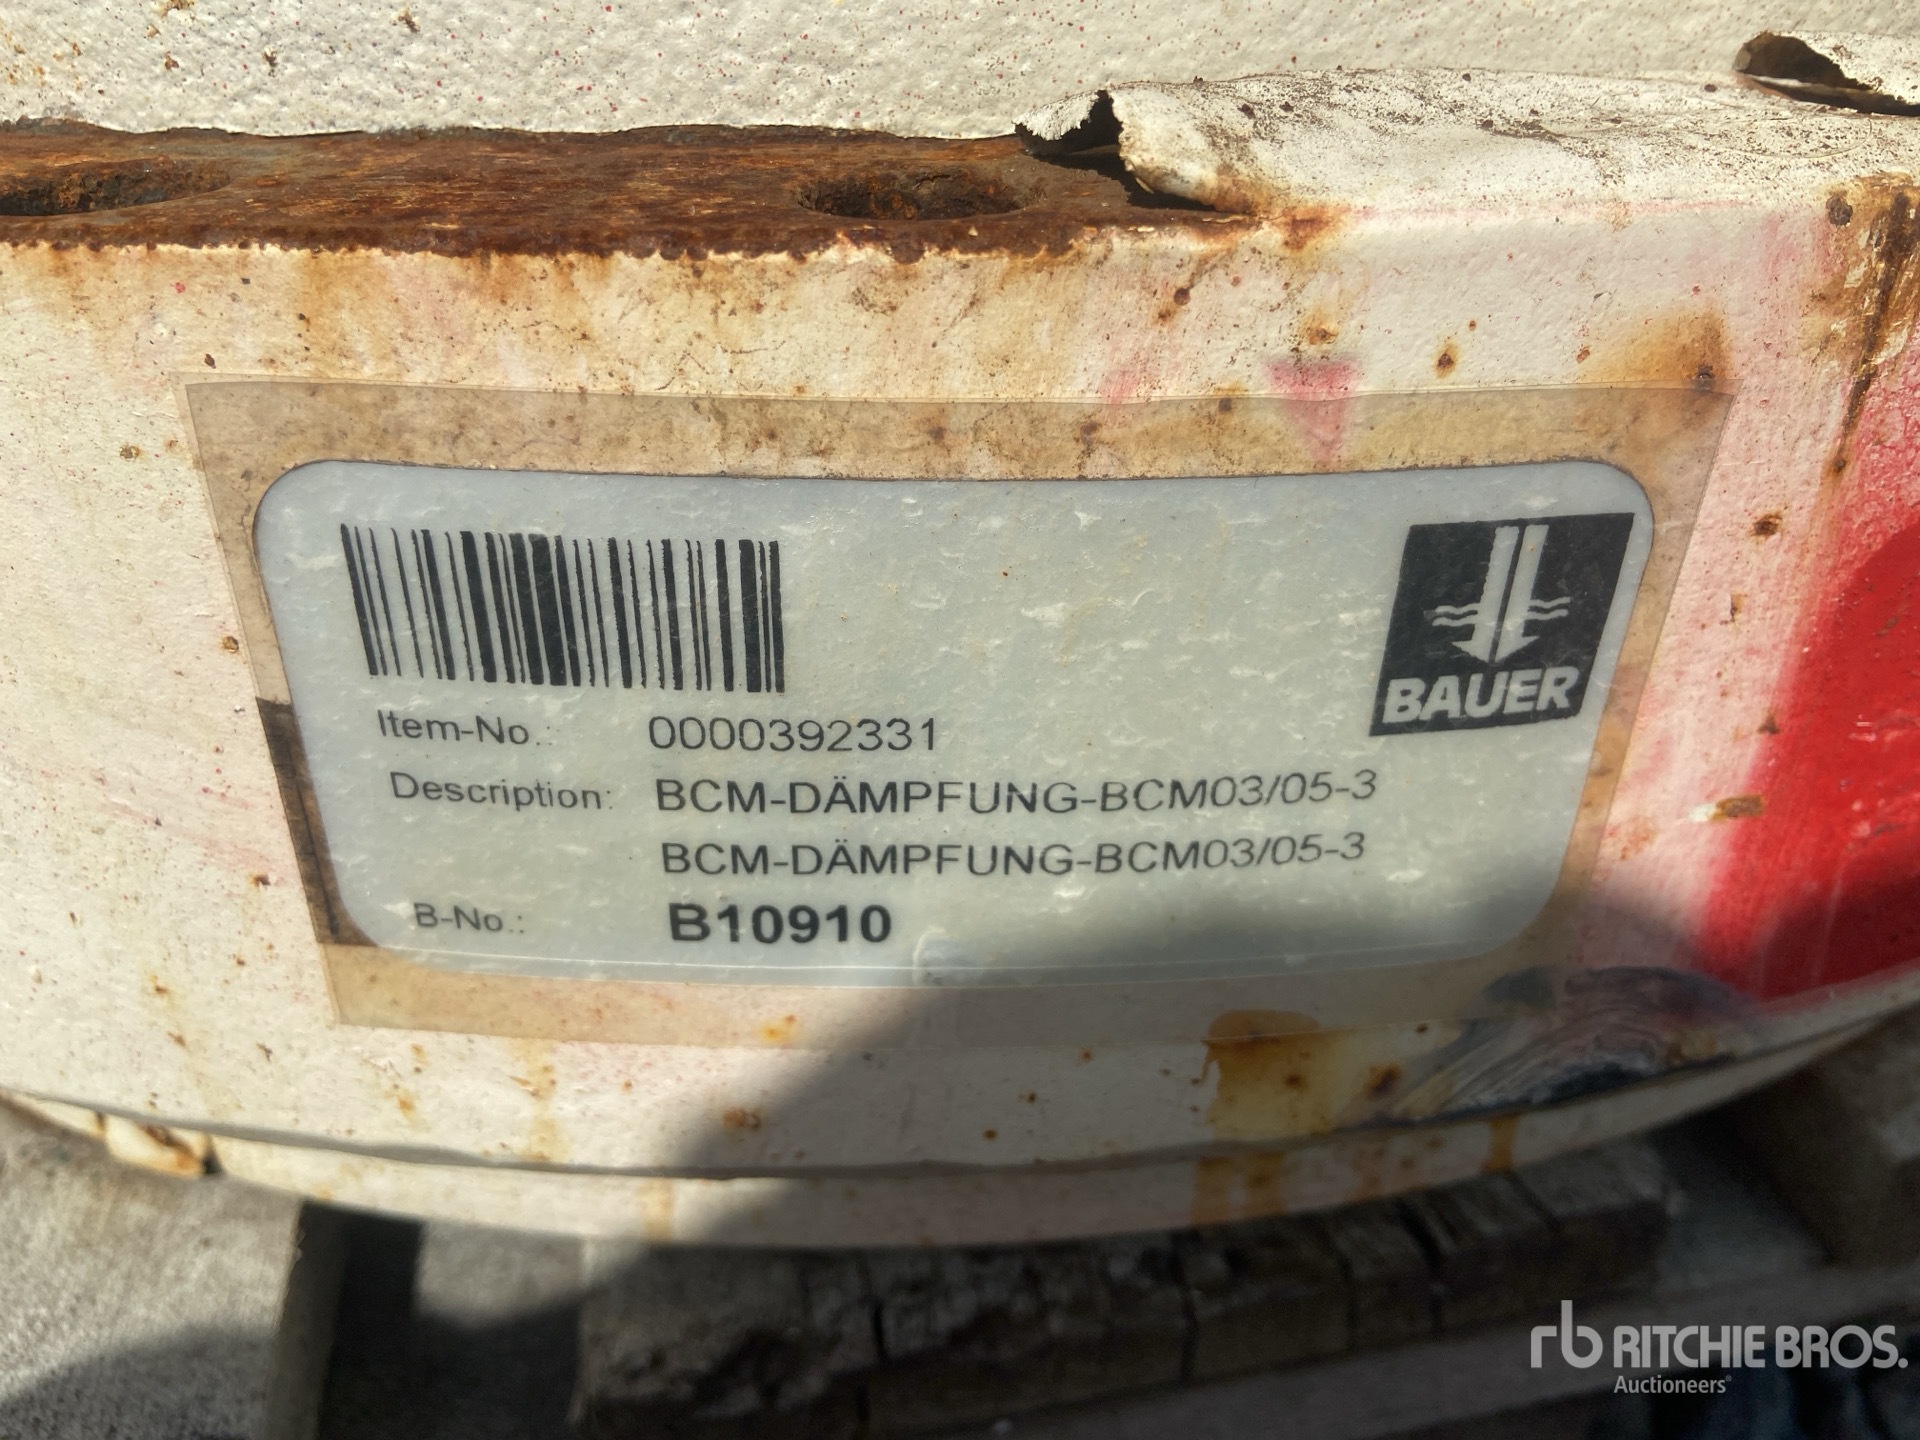 BAUER
Item-No.: 0000392331
Description: BCM-DÄMPFUNG-BCM03/05-3
BCM-DÄMPFUNG-BCM03/05-3
B-No.: B10910
rb RITCHIE BROS.
Auctioneers®